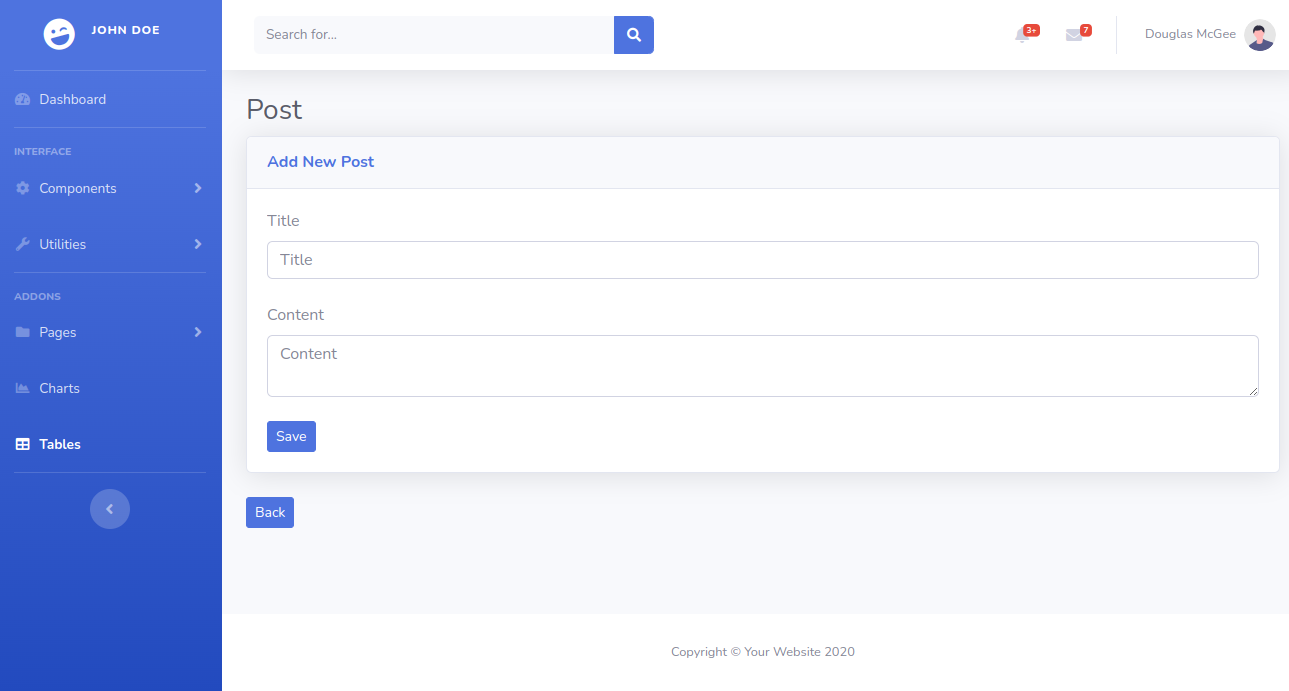 JOHN DOE
Search for...
3+
7
Douglas McGee
Dashboard
INTERFACE
Components
Utilities
ADDONS
Pages
Charts
Tables
Post
Add New Post
Title
Title
Content
Content
Save
Back
Copyright © Your Website 2020